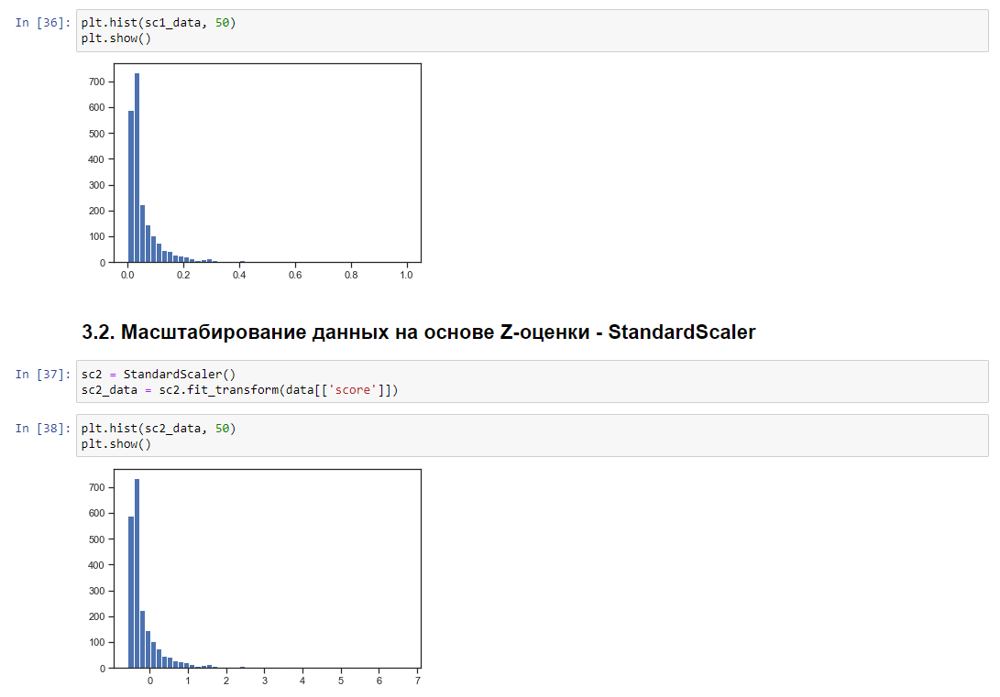 In [36]: plt.hist(sc1_data, 50)
plt.show()
700
600
500
400
300
200
100
0
0.0 0.2 0.4 0.6 0.8 1.0
3.2. Масштабирование данных на основе Z-оценки - StandardScaler
In [37]: sc2 = StandardScaler()
sc2_data = sc2.fit_transform(data[['score']])
In [38]: plt.hist(sc2_data, 50)
plt.show()
700
600
500
400
300
200
100
0
0 1 2 3 4 5 6 7